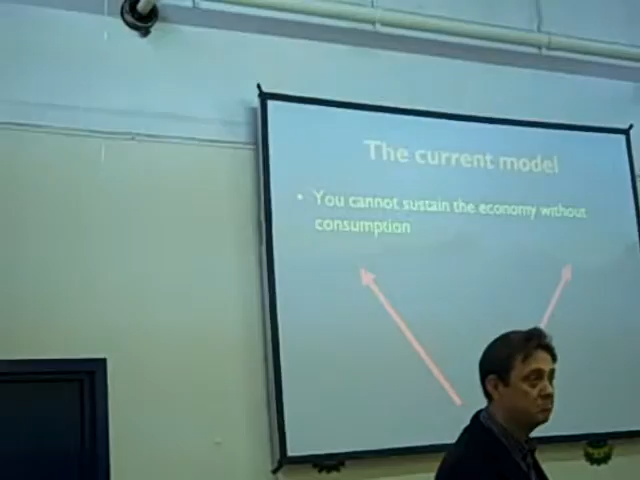 The current model
• You cannot sustain the economy without
consumption